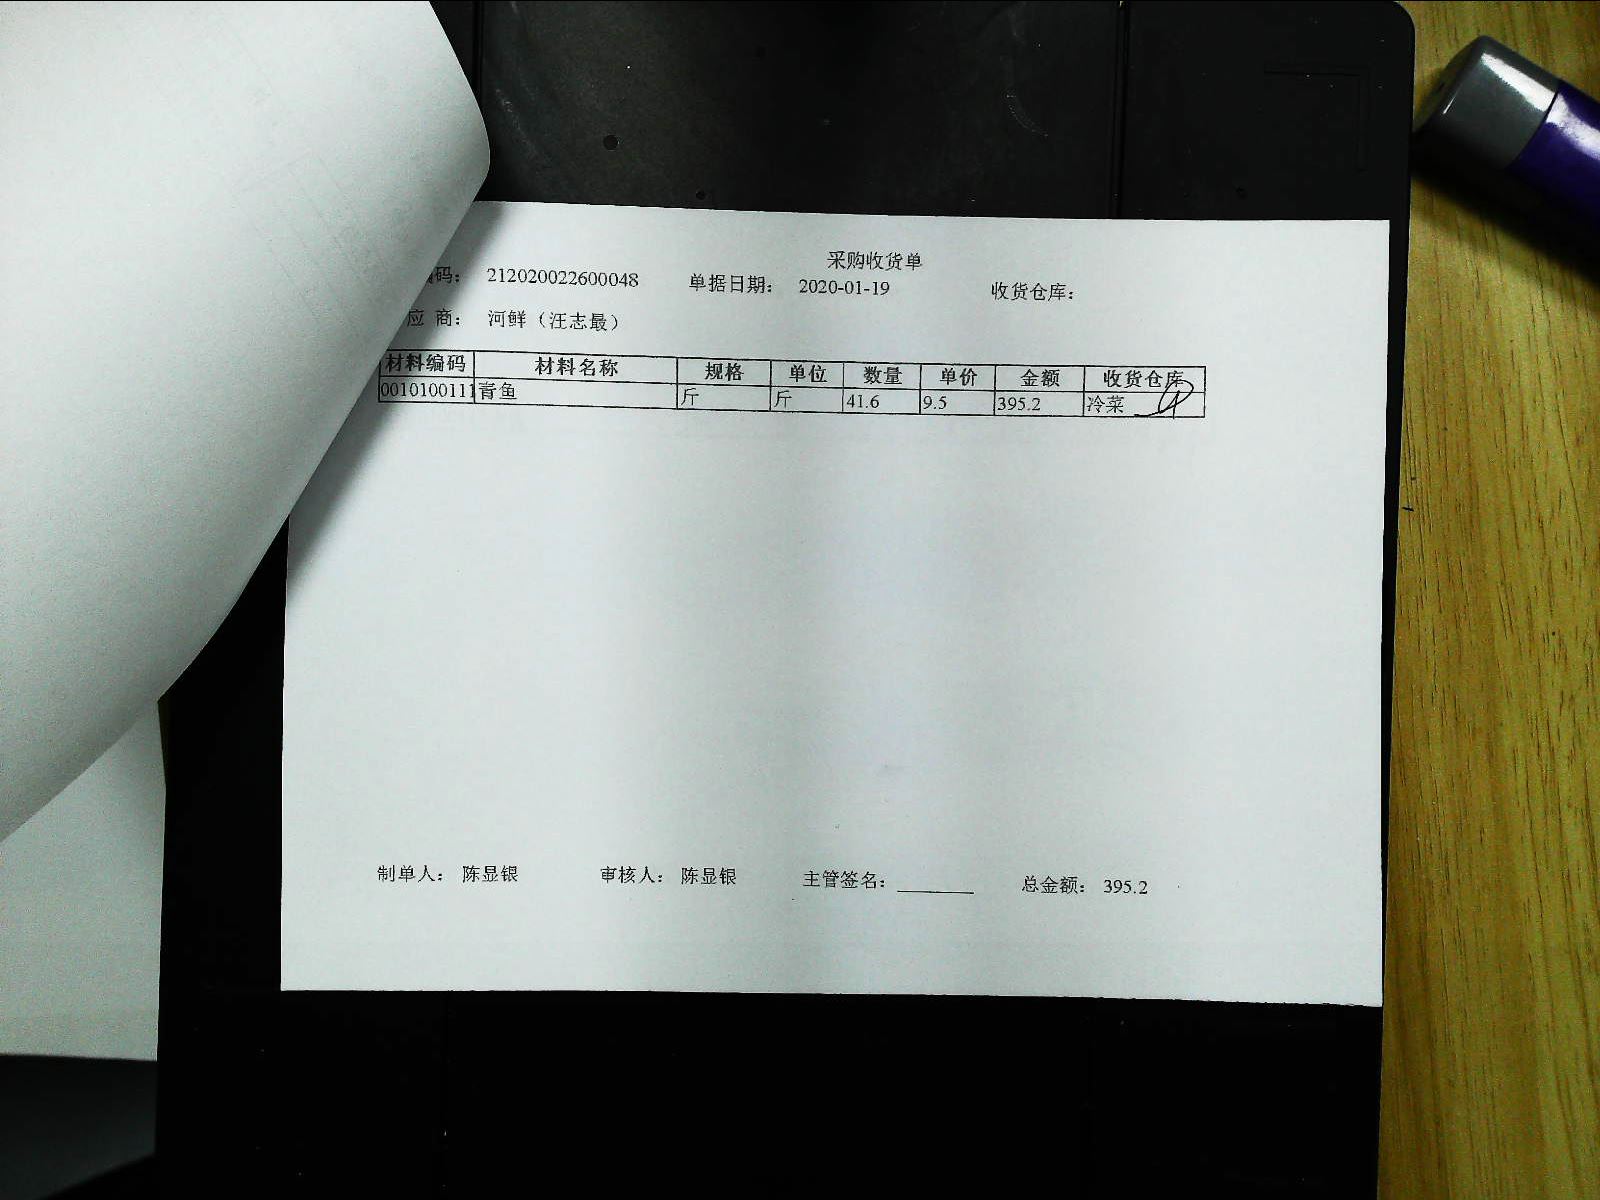 采购收货单
编码： 212020022600048 单据日期： 2020-01-19 收货仓库：
应 商： 河鲜（汪志最）
材料编码 材料名称 规格 单位 数量 单价 金额 收货仓库
0010100111 青鱼 斤 斤 41.6 9.5 395.2 冷菜
制单人： 陈显银 审核人： 陈显银 主管签名：________ 总金额： 395.2